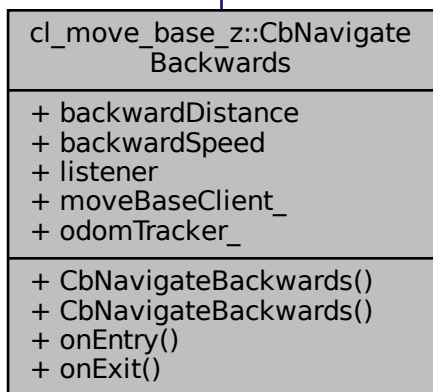 cl_move_base_z::CbNavigate
Backwards
+ backwardDistance
+ backwardSpeed
+ listener
+ moveBaseClient_
+ odomTracker_
+ CbNavigateBackwards()
+ CbNavigateBackwards()
+ onEntry()
+ onExit()